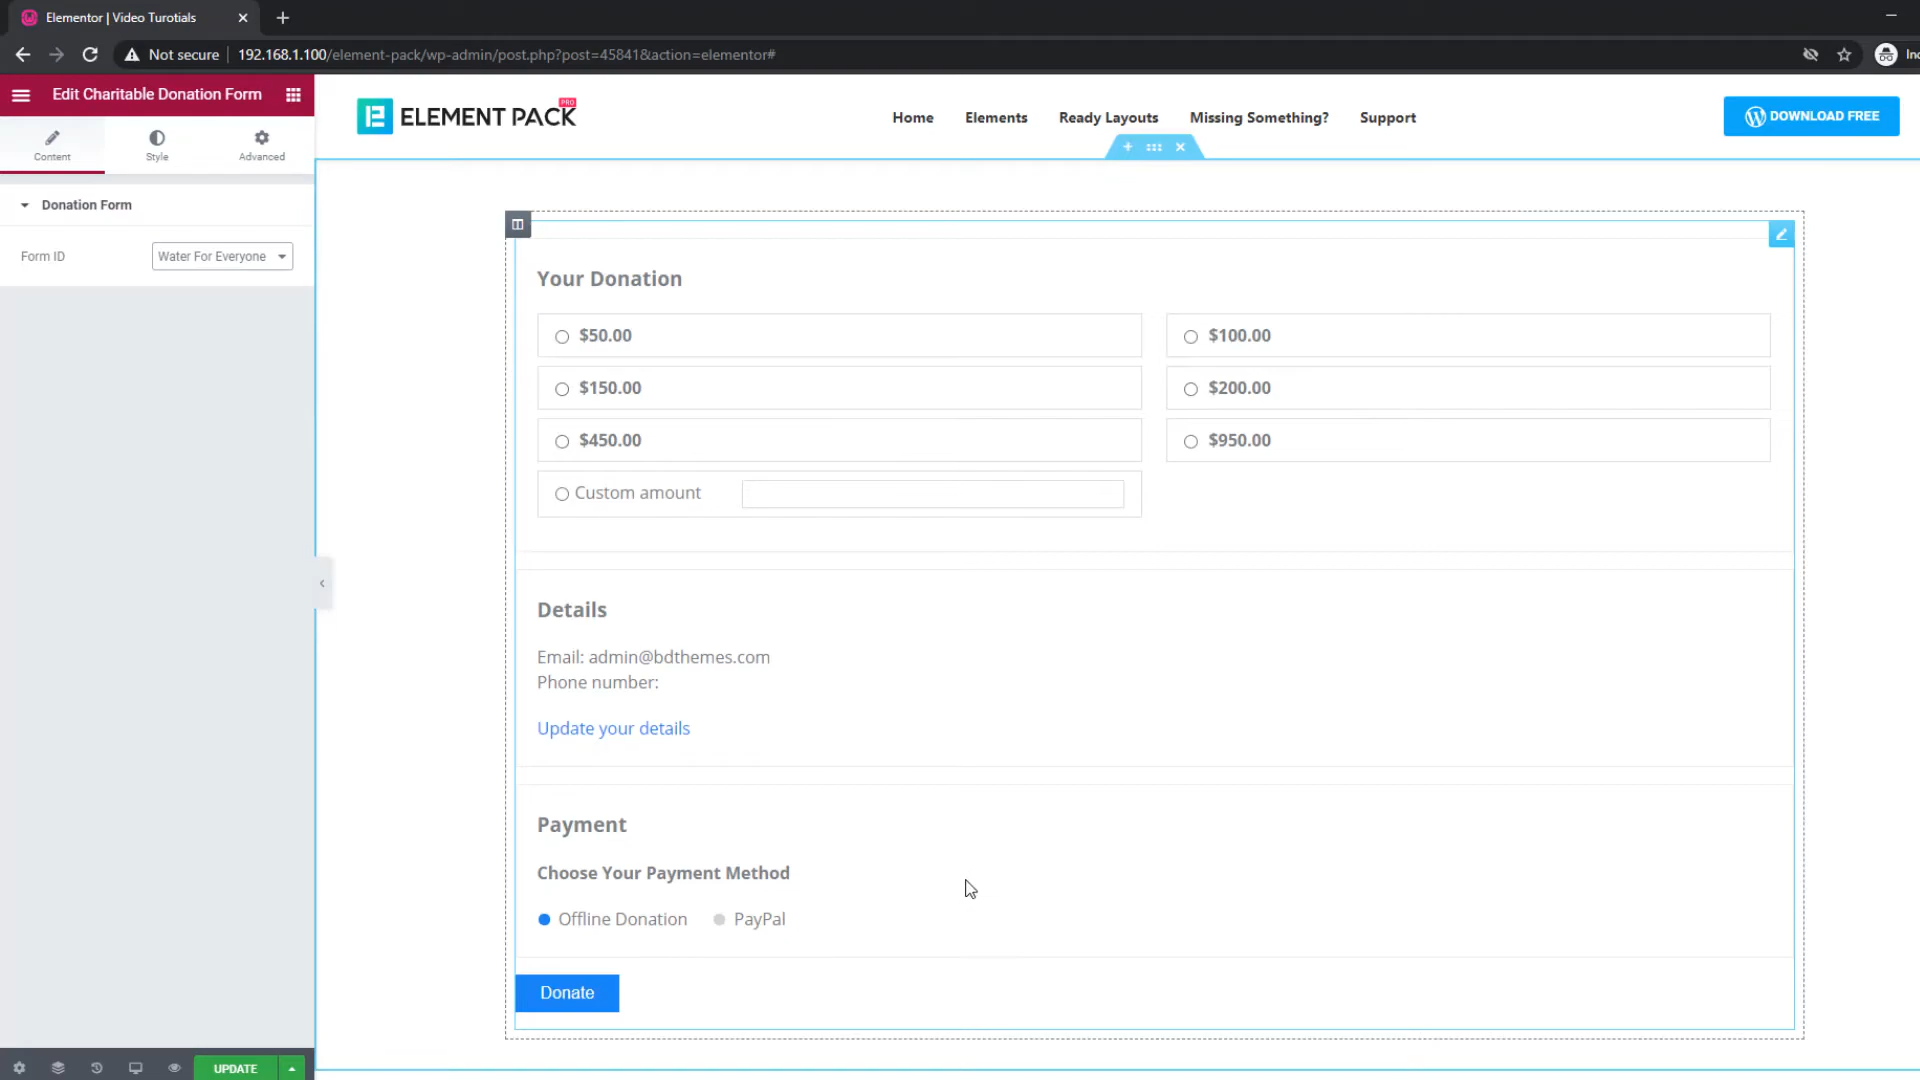 Elementor | Video Turotials
Not secure
192.168.1.100/element-pack/wp-admin/post.php?post=45841&action=elementor#
Inc
Edit Charitable Donation Form
Content
Style
Advanced
Donation Form
Form ID
Water For Everyone
UPDATE
ELEMENT PACK
PRO
Home
Elements
Ready Layouts
Missing Something?
Support
DOWNLOAD FREE
Your Donation
$50.00
$100.00
$150.00
$200.00
$450.00
$950.00
Custom amount
Details
Email: admin@bdthemes.com
Phone number:
Update your details
Payment
Choose Your Payment Method
Offline Donation
PayPal
Donate